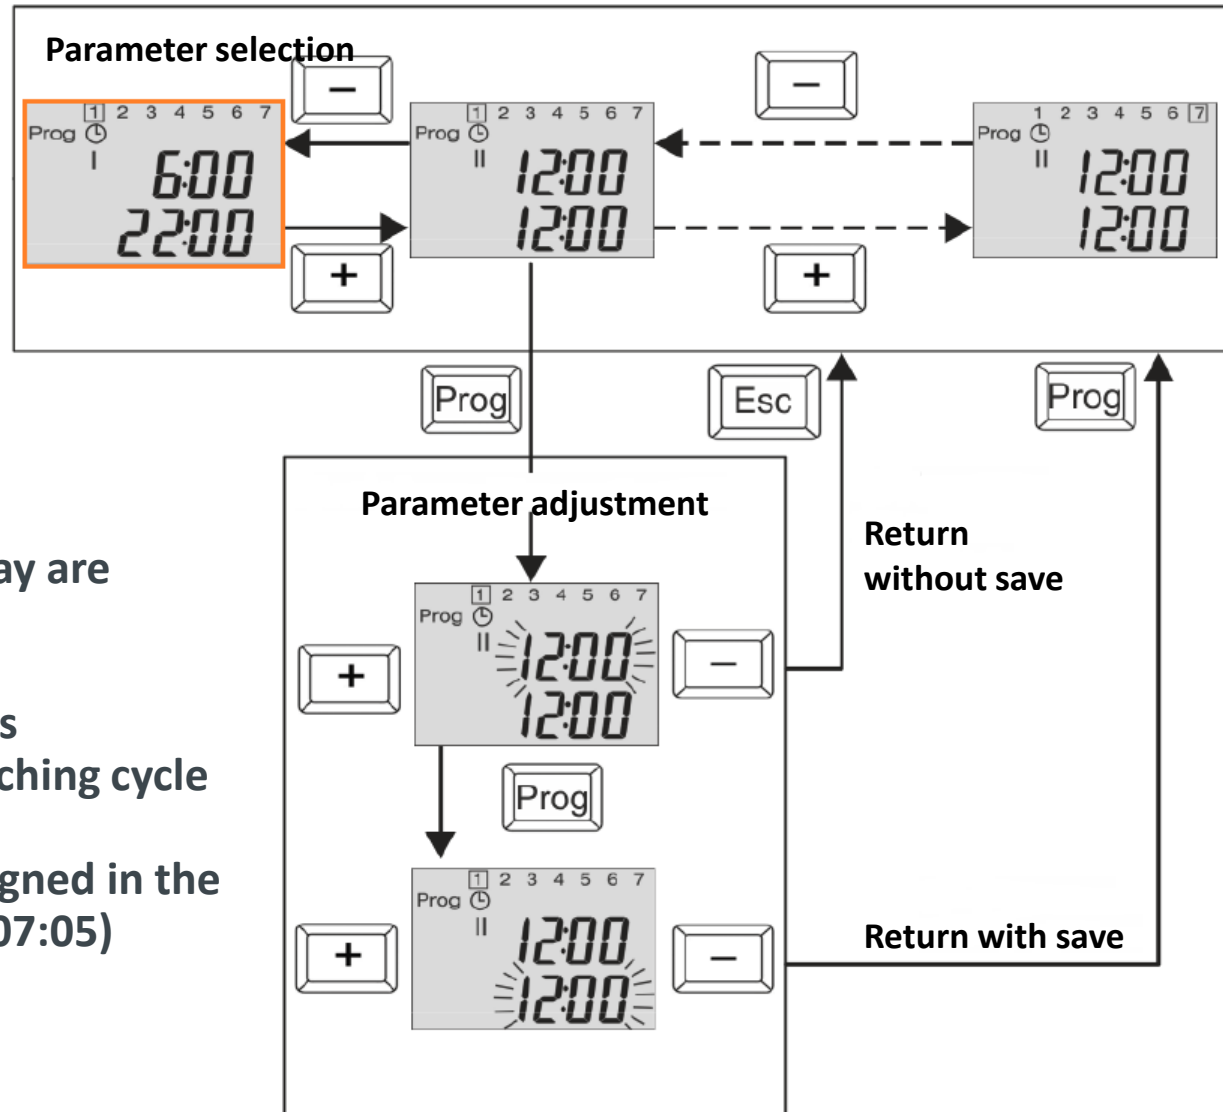 Parameter selection
−
−
1 2 3 4 5 6 7
Prog
I
6:00
22:00
1 2 3 4 5 6 7
Prog
II
12:00
12:00
1 2 3 4 5 6 7
Prog
II
12:00
12:00
+
+
Prog
Esc
Prog
Parameter adjustment
Return
without save
ay are
1 2 3 4 5 6 7
Prog
II
12:00
12:00
+
−
s
ching cycle
Prog
gned in the
07:05)
1 2 3 4 5 6 7
Prog
II
12:00
12:00
+
−
Return with save